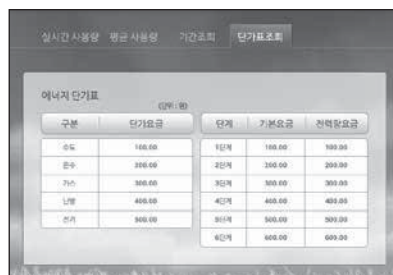 실시간 사용량 평균 사용량 기간조회 단가표조회
에너지 단가표
(단위 : 원)
구분 단가요금 단계 기본요금 전력량요금
수도 100.00 1단계 100.00 100.00
온수 200.00 2단계 200.00 200.00
가스 300.00 3단계 300.00 300.00
난방 400.00 4단계 400.00 400.00
전기 500.00 5단계 500.00 500.00
6단계 600.00 600.00